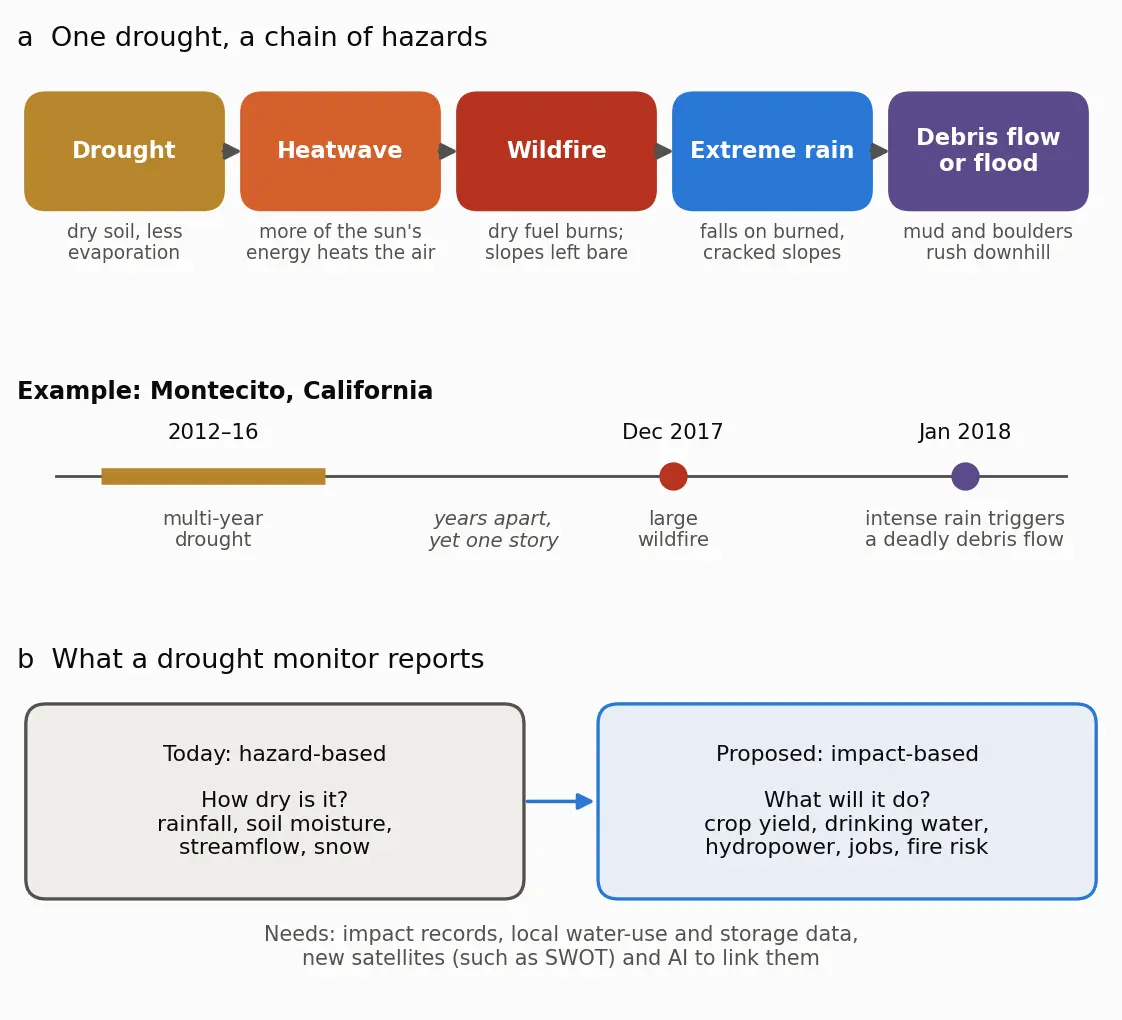 a  One drought, a chain of hazards
Drought
Heatwave
Wildfire
Extreme rain
Debris flow
or flood
dry soil, less
evaporation
more of the sun's
energy heats the air
dry fuel burns;
slopes left bare
falls on burned,
cracked slopes
mud and boulders
rush downhill
Example: Montecito, California
2012–16
Dec 2017
Jan 2018
multi-year
drought
years apart,
yet one story
large
wildfire
intense rain triggers
a deadly debris flow
b  What a drought monitor reports
Today: hazard-based
How dry is it?
rainfall, soil moisture,
streamflow, snow
Proposed: impact-based
What will it do?
crop yield, drinking water,
hydropower, jobs, fire risk
Needs: impact records, local water-use and storage data,
new satellites (such as SWOT) and AI to link them